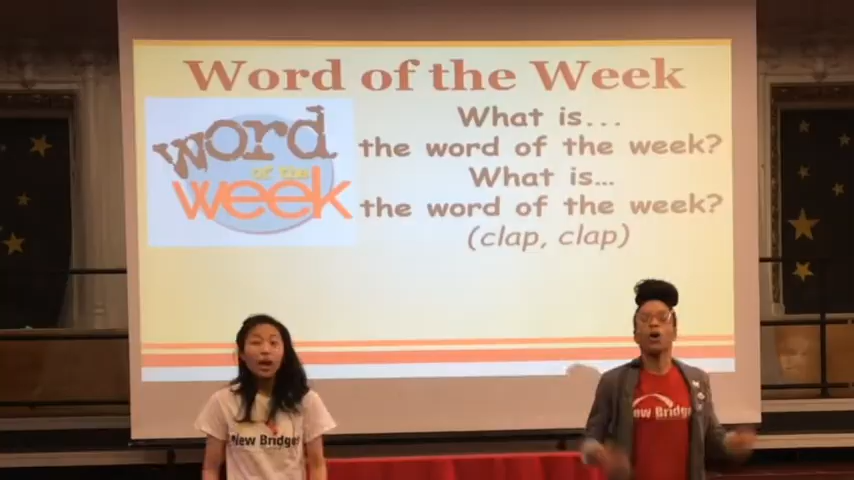 Word of the Week
word
of the
week
What is...
the word of the week?
What is...
the word of the week?
(clap, clap)
New Bridges
New Bridge